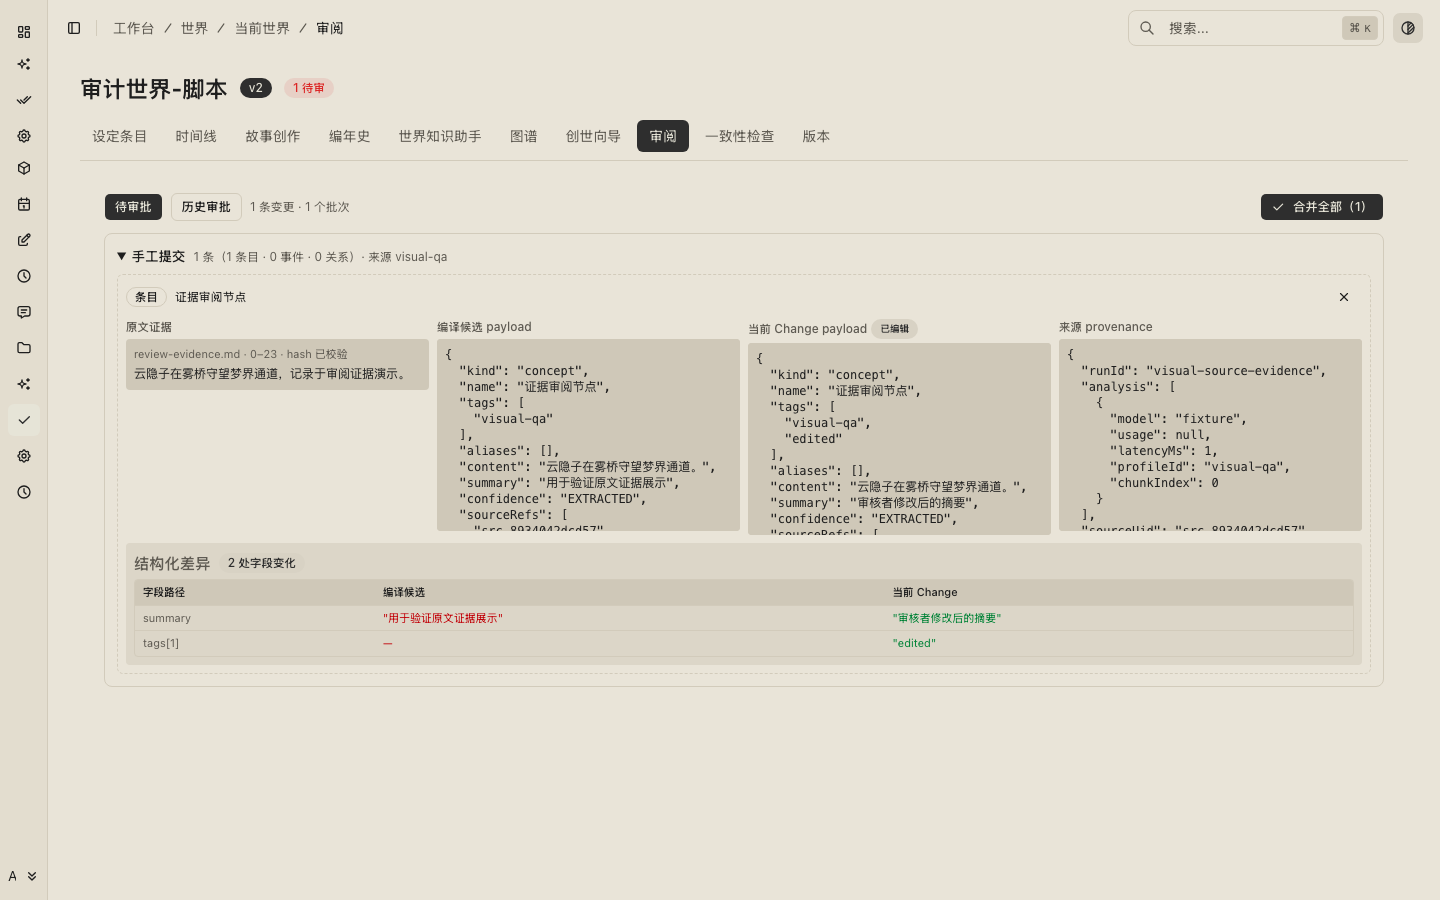 工作台 / 世界 / 当前世界 / 审阅
搜索...
⌘ K
审计世界-脚本 v2 1 待审
设定条目 时间线 故事创作 编年史 世界知识助手 图谱 创世向导 审阅 一致性检查 版本
待审批 历史审批 1 条变更 · 1 个批次
合并全部（1）
▼ 手工提交 1 条（1 条目 · 0 事件 · 0 关系）· 来源 visual-qa
条目 证据审阅节点
原文证据
review-evidence.md · 0–23 · hash 已校验
云隐子在雾桥守望梦界通道，记录于审阅证据演示。
编译候选 payload
{
"kind": "concept",
"name": "证据审阅节点",
"tags": [
"visual-qa"
],
"aliases": [],
"content": "云隐子在雾桥守望梦界通道。",
"summary": "用于验证原文证据展示",
"confidence": "EXTRACTED",
"sourceRefs": [
"src_8934042dcd57"
当前 Change payload 已编辑
{
"kind": "concept",
"name": "证据审阅节点",
"tags": [
"visual-qa",
"edited"
],
"aliases": [],
"content": "云隐子在雾桥守望梦界通道。",
"summary": "审核者修改后的摘要",
"confidence": "EXTRACTED",
"sourceRefs": [
来源 provenance
{
"runId": "visual-source-evidence",
"analysis": [
{
"model": "fixture",
"usage": null,
"latencyMs": 1,
"profileId": "visual-qa",
"chunkIndex": 0
}
],
"sourceUid": "src_8934042dcd57"
结构化差异 2 处字段变化
字段路径 编译候选 当前 Change
summary "用于验证原文证据展示" "审核者修改后的摘要"
tags[1] — "edited"
A